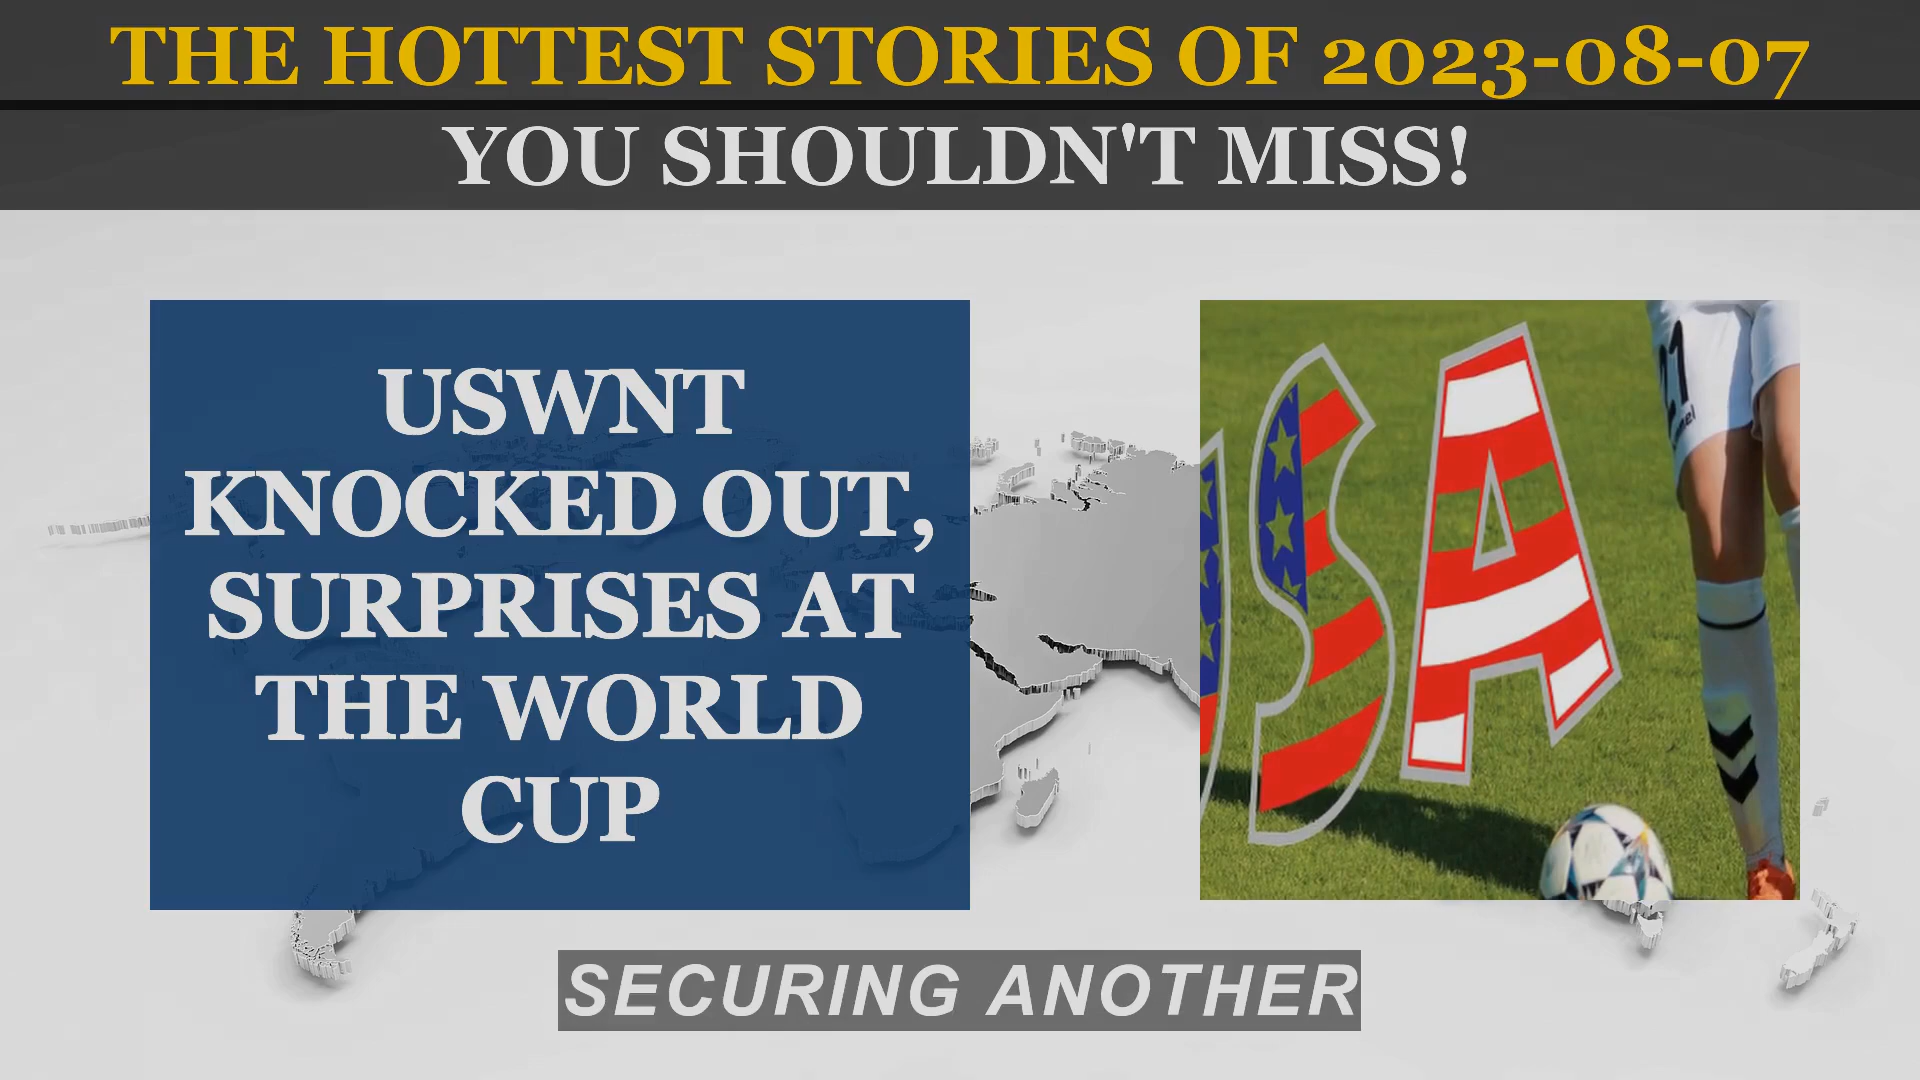 THE HOTTEST STORIES OF 2023-08-07
YOU SHOULDN'T MISS!
USWNT
KNOCKED OUT,
SURPRISES AT
THE WORLD
CUP
SA
21
SECURING ANOTHER